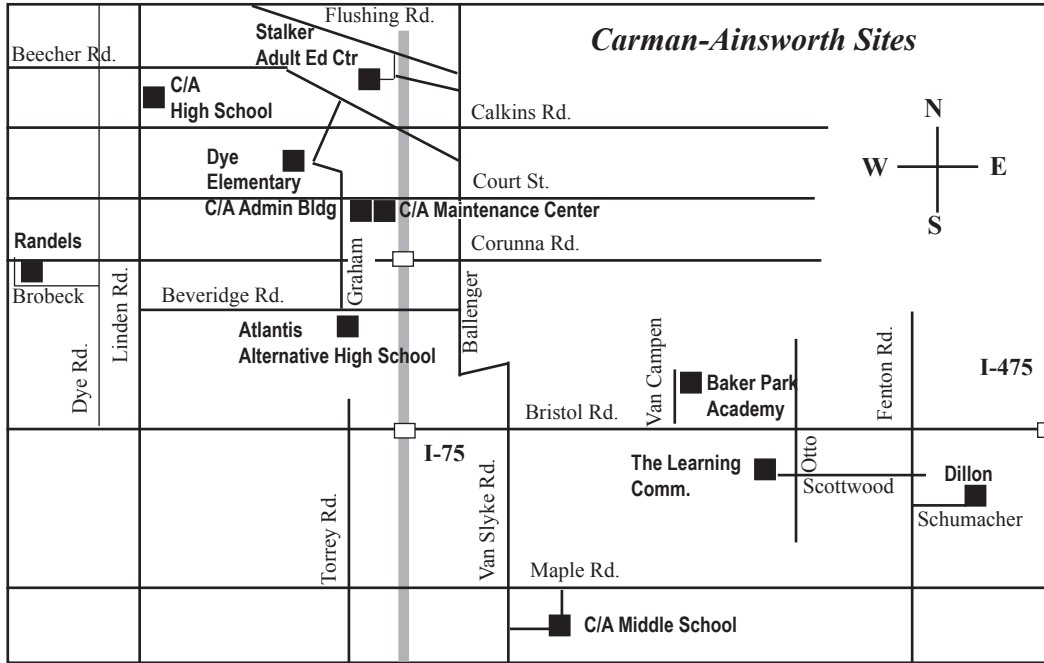 Carman-Ainsworth Sites
Flushing Rd.
Stalker
Adult Ed Ctr
Beecher Rd.
C/A
High School
Calkins Rd.
N
W
E
S
Dye
Elementary
Court St.
C/A Admin Bldg
C/A Maintenance Center
Randels
Corunna Rd.
Brobeck
Beveridge Rd.
Graham
Linden Rd.
Dye Rd.
Atlantis
Alternative High School
Ballenger
Van Campen
Baker Park
Academy
Fenton Rd.
I-475
Bristol Rd.
I-75
The Learning
Comm.
Otto
Scottwood
Dillon
Schumacher
Torrey Rd.
Van Slyke Rd.
Maple Rd.
C/A Middle School